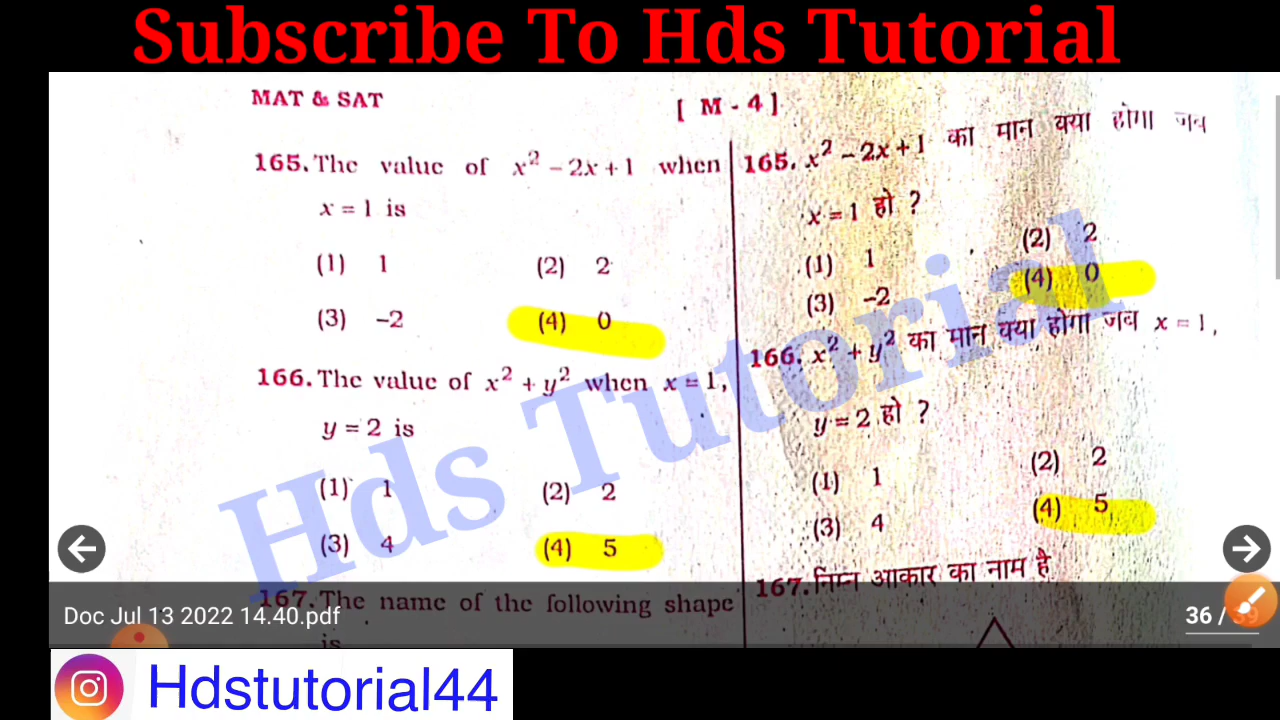 Subscribe To Hds Tutorial
MAT & SAT
[ M - 4 ]
165. The value of x² − 2x + 1 when
x = 1 is
(1) 1 (2) 2
(3) −2 (4) 0
166. The value of x² + y² when x = 1,
y = 2 is
(1) 1 (2) 2
(3) 4 (4) 5
167. The name of the following shape
is
165. x² − 2x + 1 का मान क्या होगा जब
x = 1 हो ?
(1) 1 (2) 2
(3) −2 (4) 0
166. x² + y² का मान क्या होगा जब x = 1,
y = 2 हो ?
(1) 1 (2) 2
(3) 4 (4) 5
167. निम्न आकार का नाम है
Hds Tutorial
Doc Jul 13 2022 14.40.pdf
36 / 39
Hdstutorial44